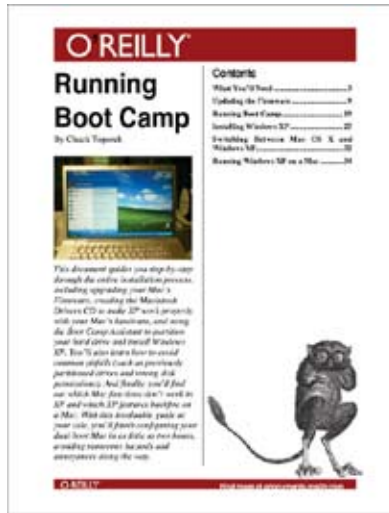 O'REILLY
Running
Boot Camp
By Chuck Toporek
This document guides you step-by-step
through the entire installation process,
including upgrading your Mac's
Firmware, creating the Macintosh
Drivers CD to make XP work properly
with your Mac's hardware, and using
the Boot Camp Assistant to partition
your hard drive and install Windows
XP. You'll also learn how to avoid
common pitfalls (such as previously
partitioned drives and wrong disk
permissions). And finally, you'll find
out which Mac functions don't work in
XP and which XP features backfire on
a Mac. With this invaluable guide at
your side, you'll finish configuring your
dual boot Mac in as little as two hours,
avoiding numerous hazards and
annoyances along the way.
Contents
What You'll Need
Updating the Firmware
Running Boot Camp
Installing Windows XP
Switching Between Mac OS X and
Windows XP
Running Windows XP on a Mac
O'REILLY